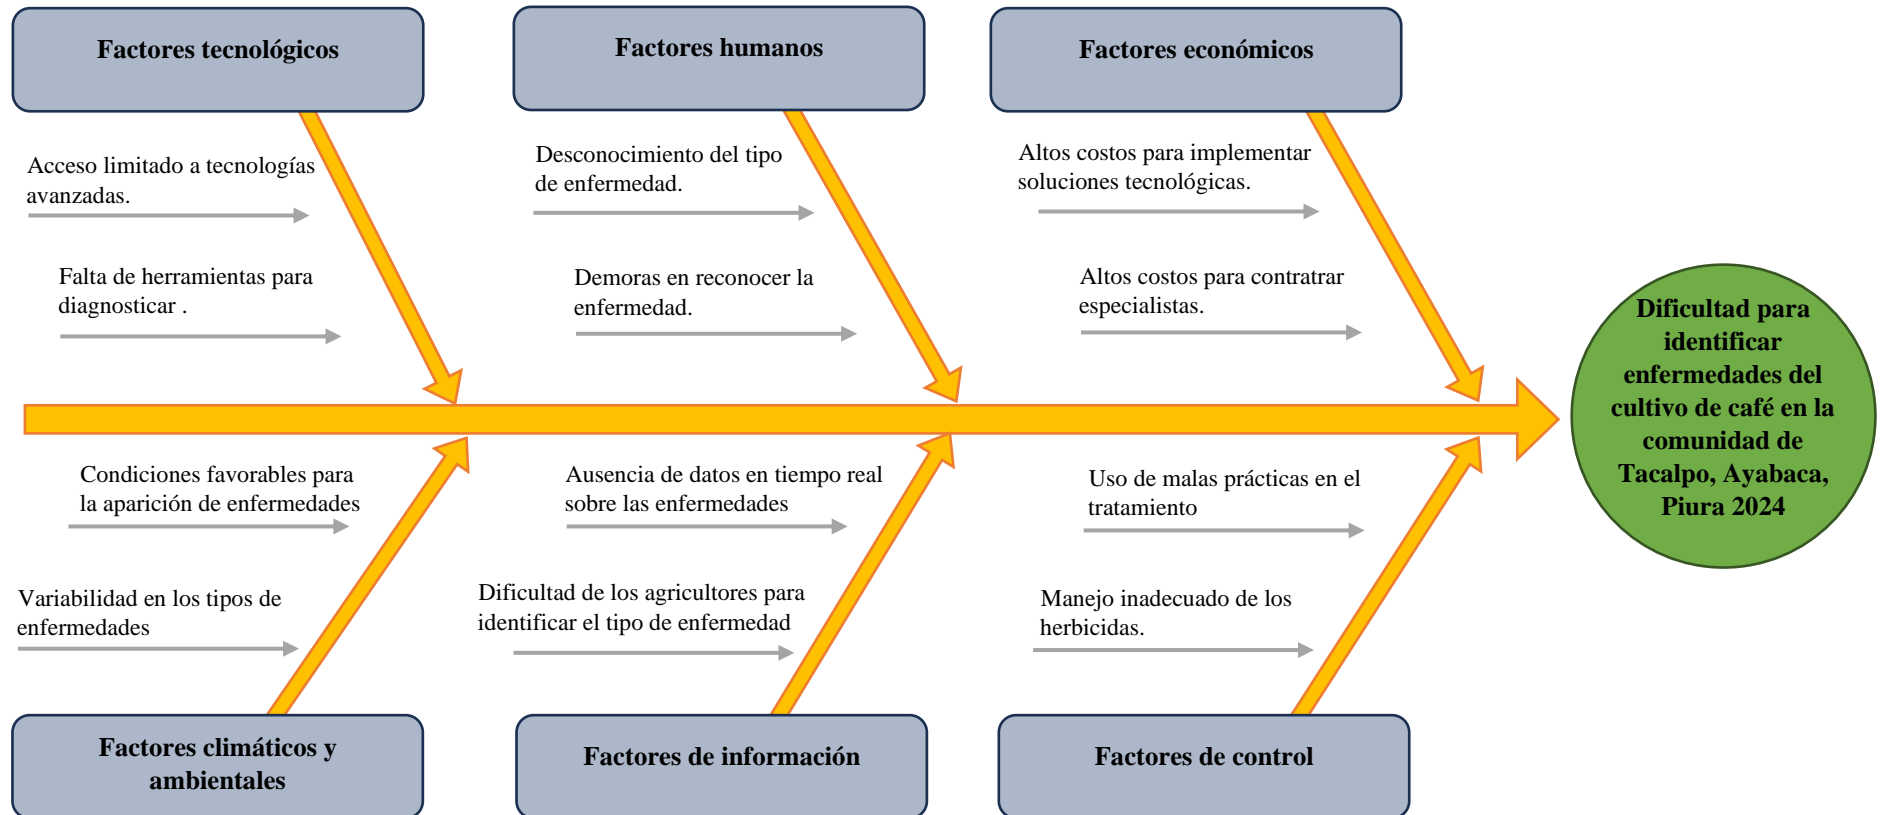 Factores tecnológicos
Factores humanos
Factores económicos
Acceso limitado a tecnologías
avanzadas.
Desconocimiento del tipo
de enfermedad.
Altos costos para implementar
soluciones tecnológicas.
Falta de herramientas para
diagnosticar .
Demoras en reconocer la
enfermedad.
Altos costos para contratrar
especialistas.
Dificultad para
identificar
enfermedades del
cultivo de café en la
comunidad de
Tacalpo, Ayabaca,
Piura 2024
Condiciones favorables para
la aparición de enfermedades
Ausencia de datos en tiempo real
sobre las enfermedades
Uso de malas prácticas en el
tratamiento
Variabilidad en los tipos de
enfermedades
Dificultad de los agricultores para
identificar el tipo de enfermedad
Manejo inadecuado de los
herbicidas.
Factores climáticos y
ambientales
Factores de información
Factores de control